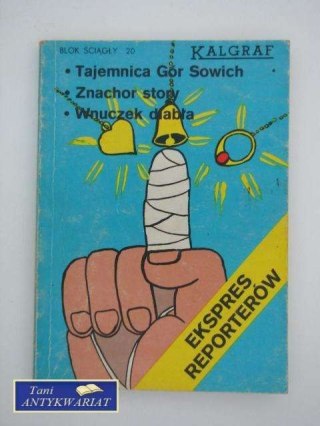 BLOK ŚCIĄGŁY 20
KALGRAF
• Tajemnica Gór Sowich
• Znachor story
• Wnuczek diabła
EKSPRES
REPORTERÓW
Tani
ANTYKWARIAT